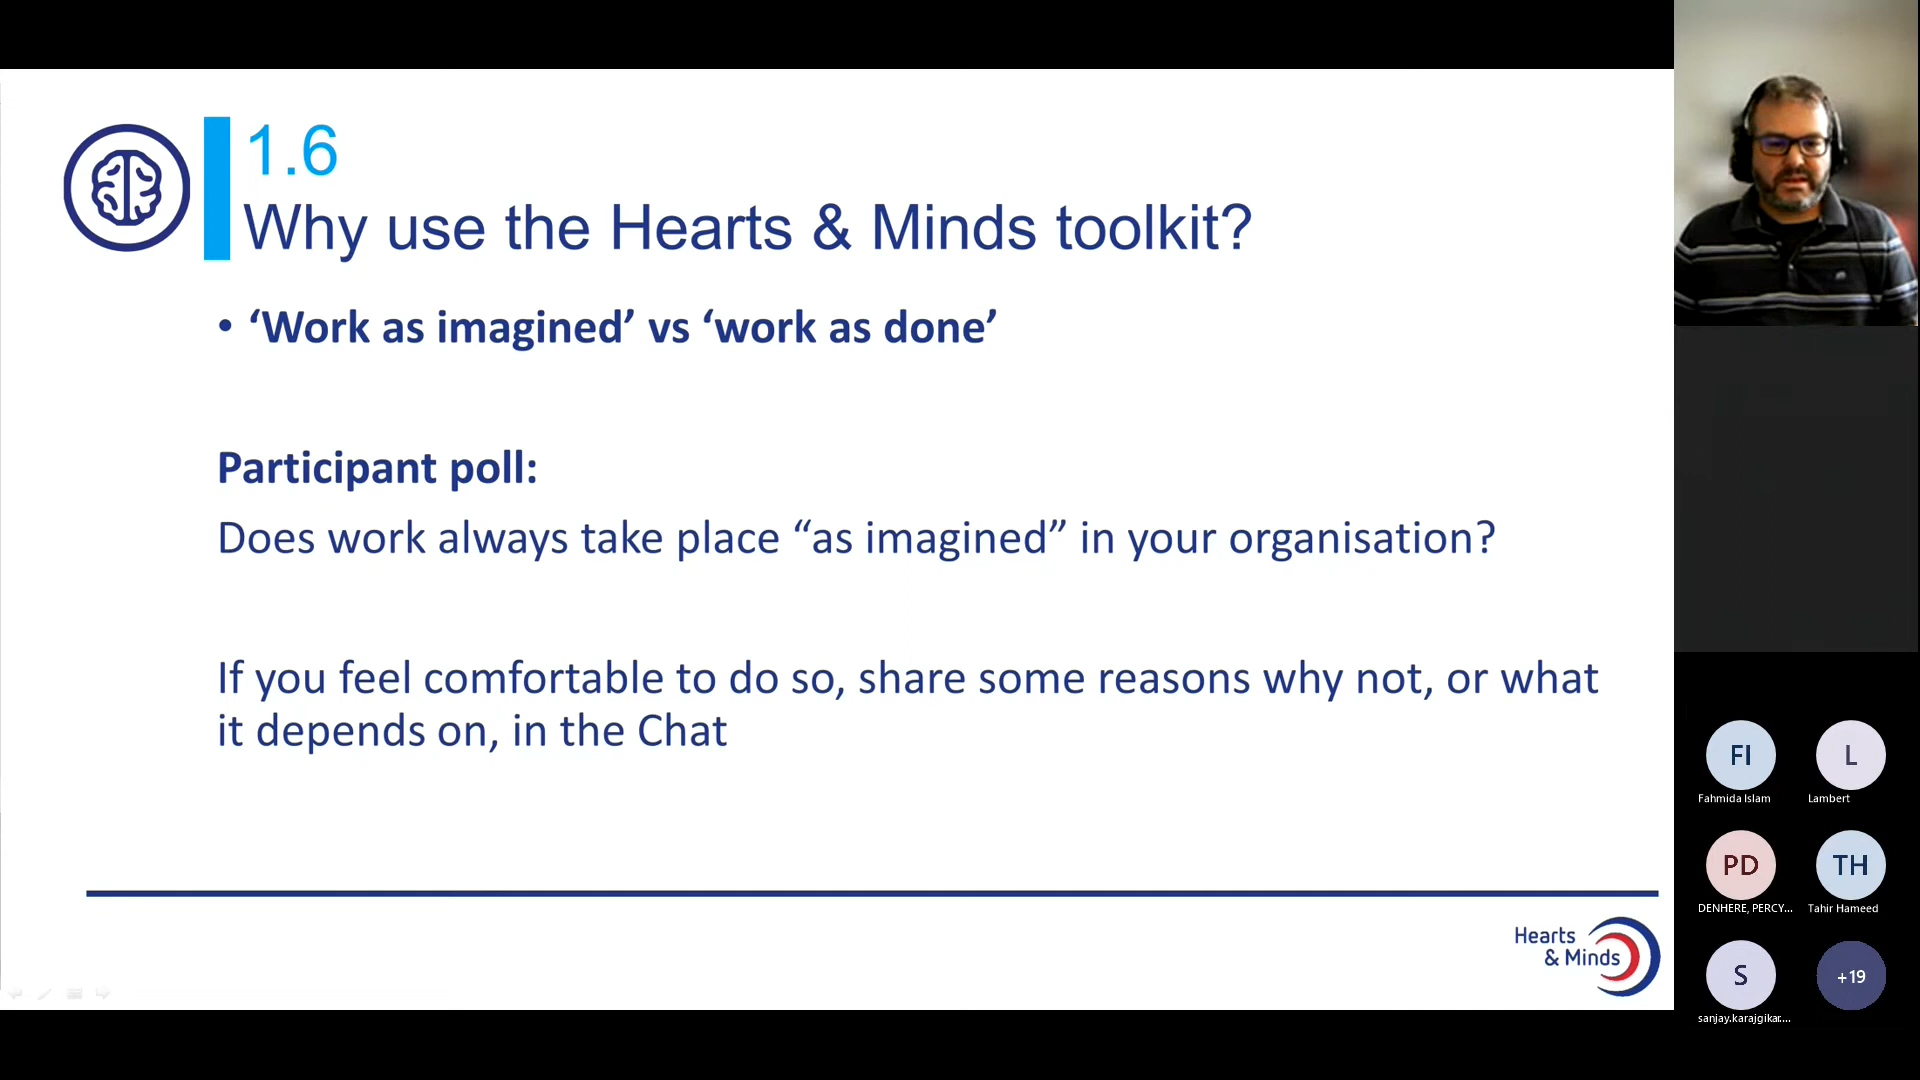 1.6
Why use the Hearts & Minds toolkit?
• ‘Work as imagined’ vs ‘work as done’
Participant poll:
Does work always take place “as imagined” in your organisation?
If you feel comfortable to do so, share some reasons why not, or what
it depends on, in the Chat
Hearts
& Minds
FI
Fahmida Islam
L
Lambert
PD
DENHERE, PERCY...
TH
Tahir Hameed
S
sanjay.karajgikar....
+19